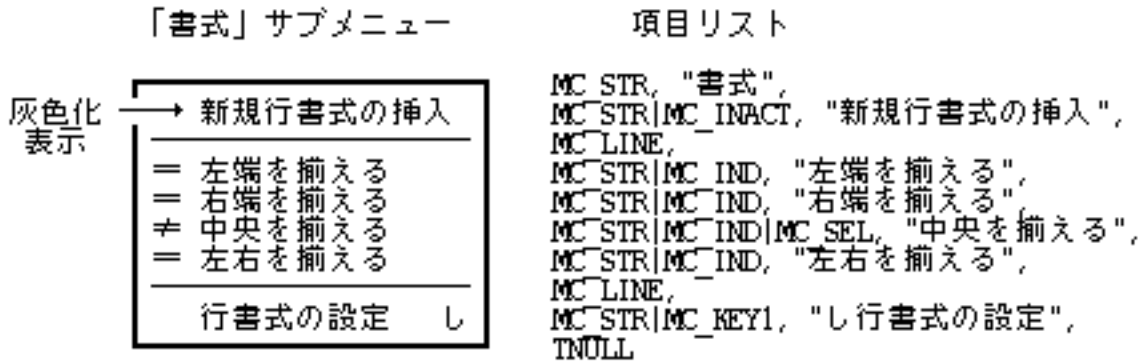 「書式」サブメニュー
灰色化
表示
新規行書式の挿入
= 左端を揃える
= 右端を揃える
≠ 中央を揃える
= 左右を揃える
行書式の設定 し
項目リスト
MC_STR, "書式",
MC_STR|MC_INACT, "新規行書式の挿入",
MC_LINE,
MC_STR|MC_IND, "左端を揃える",
MC_STR|MC_IND, "右端を揃える",
MC_STR|MC_IND|MC_SEL, "中央を揃える",
MC_STR|MC_IND, "左右を揃える",
MC_LINE,
MC_STR|MC_KEY1, "し行書式の設定",
TNULL